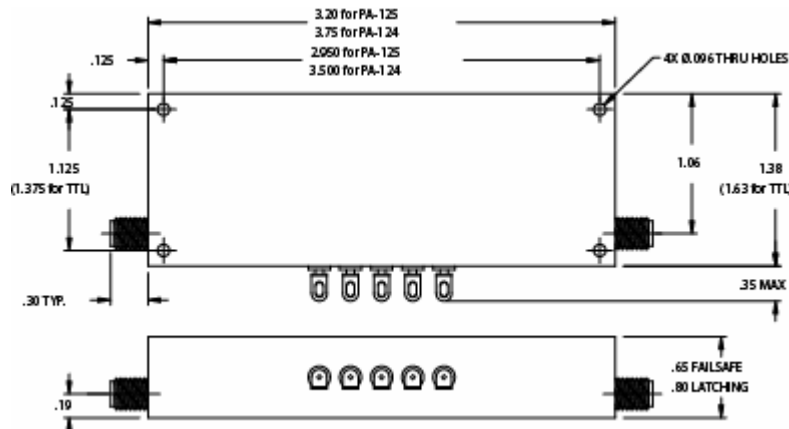 3.20 for PA-125
3.75 for PA-124
2.950 for PA-125
3.500 for PA-124
.125
4X Ø.096 THRU HOLES
.125
1.125
(1.375 for TTL)
1.06
1.38
(1.63 for TTL)
.30 TYP.
.35 MAX
.65 FAILSAFE
.80 LATCHING
.19